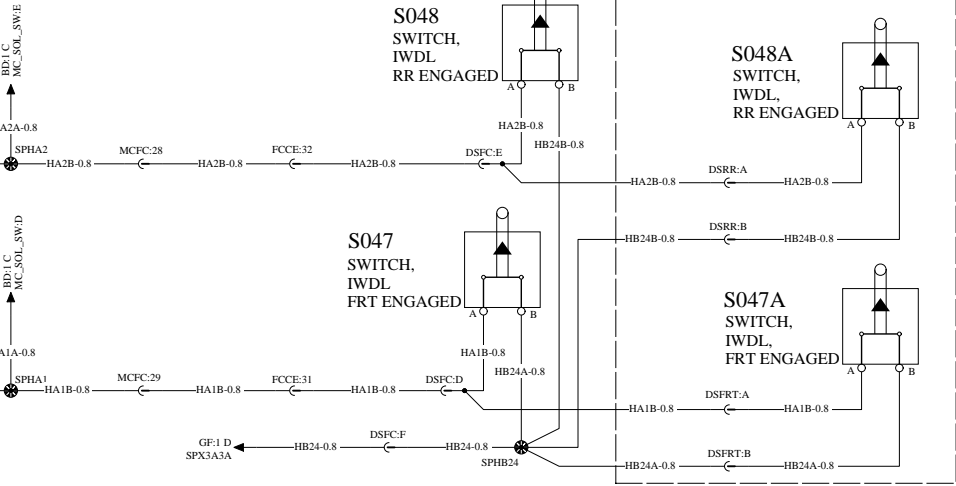 BD:1 C
MC_SOL_SW:E
S048
SWITCH,
IWDL
RR ENGAGED
A
B
S048A
SWITCH,
IWDL,
RR ENGAGED
A
B
A2A-0.8
SPHA2
HA2B-0.8
MCFC:28
HA2B-0.8
FCCE:32
HA2B-0.8
DSFC:E
HA2B-0.8
HB24B-0.8
HA2B-0.8
DSRR:A
HA2B-0.8
HB24B-0.8
DSRR:B
HB24B-0.8
BD:1 C
MC_SOL_SW:D
S047
SWITCH,
IWDL
FRT ENGAGED
A
B
S047A
SWITCH,
IWDL,
FRT ENGAGED
A
B
A1A-0.8
SPHA1
HA1B-0.8
MCFC:29
HA1B-0.8
FCCE:31
HA1B-0.8
DSFC:D
HA1B-0.8
HB24A-0.8
HA1B-0.8
DSFRT:A
HA1B-0.8
GF:1 D
SPX3A3A
HB24-0.8
DSFC:F
HB24-0.8
SPHB24
HB24A-0.8
DSFRT:B
HB24A-0.8